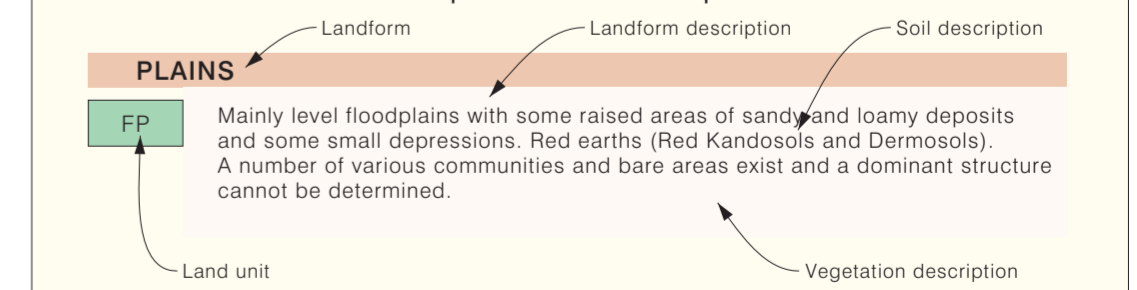 Landform
Landform description
Soil description
PLAINS
FP
Mainly level floodplains with some raised areas of sandy and loamy deposits
and some small depressions. Red earths (Red Kandosols and Dermosols).
A number of various communities and bare areas exist and a dominant structure
cannot be determined.
Land unit
Vegetation description